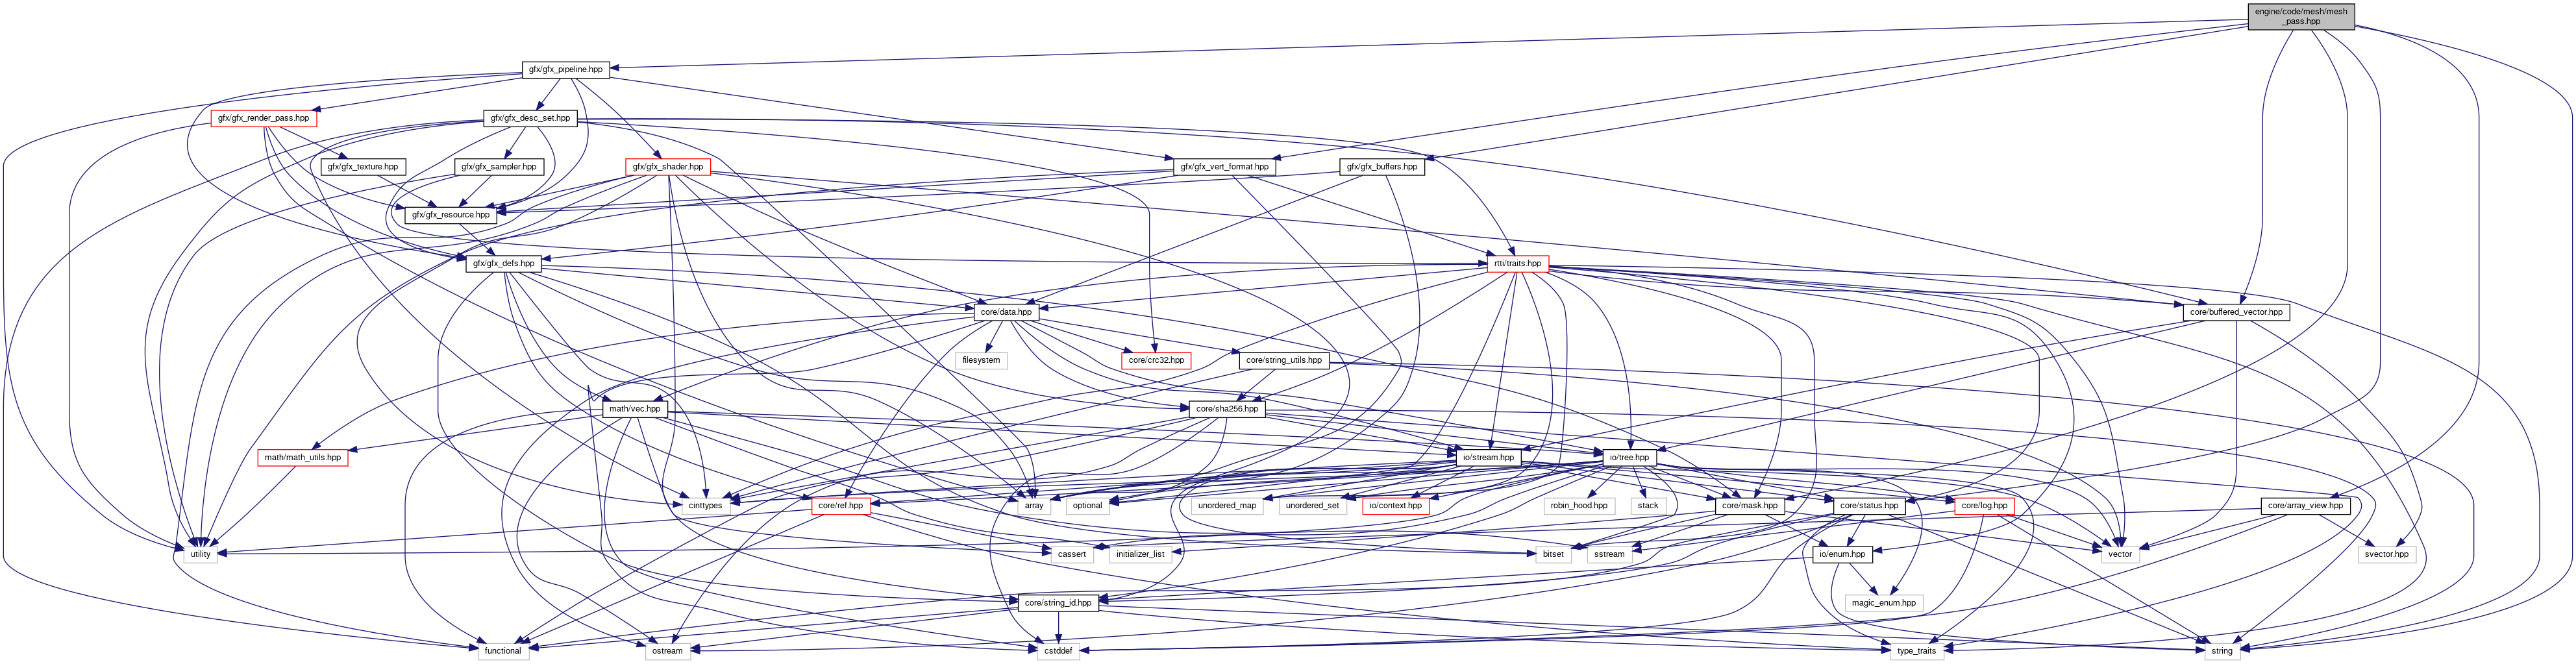 engine/code/mesh/mesh
_pass.hpp
gfx/gfx_pipeline.hpp
gfx/gfx_render_pass.hpp
gfx/gfx_desc_set.hpp
gfx/gfx_texture.hpp
gfx/gfx_sampler.hpp
gfx/gfx_shader.hpp
gfx/gfx_vert_format.hpp
gfx/gfx_buffers.hpp
gfx/gfx_resource.hpp
gfx/gfx_defs.hpp
rtti/traits.hpp
core/data.hpp
core/buffered_vector.hpp
filesystem
core/crc32.hpp
core/string_utils.hpp
math/vec.hpp
core/sha256.hpp
math/math_utils.hpp
io/stream.hpp
io/tree.hpp
cinttypes
core/ref.hpp
array
optional
unordered_map
unordered_set
io/context.hpp
robin_hood.hpp
stack
core/mask.hpp
core/status.hpp
core/log.hpp
core/array_view.hpp
utility
cassert
initializer_list
bitset
sstream
io/enum.hpp
vector
svector.hpp
core/string_id.hpp
magic_enum.hpp
functional
ostream
cstddef
type_traits
string